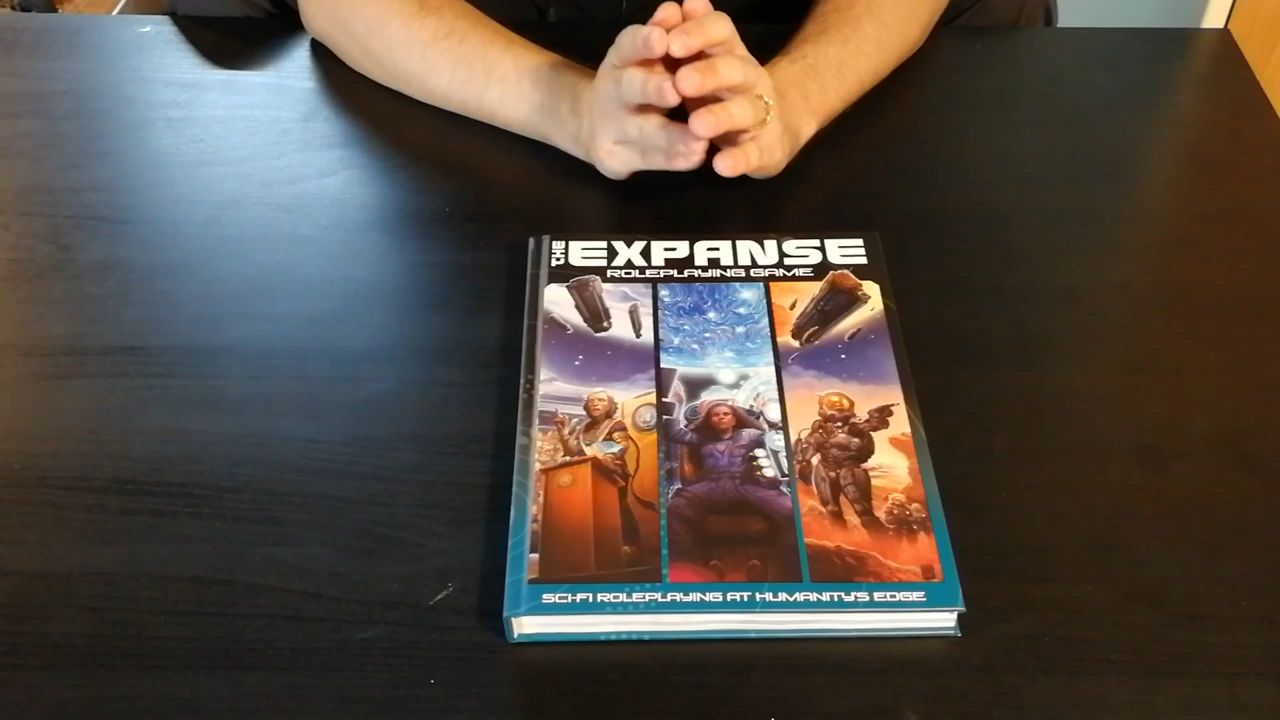 THE EXPANSE
ROLEPLAYING GAME
SCI-FI ROLEPLAYING AT HUMANITY'S EDGE